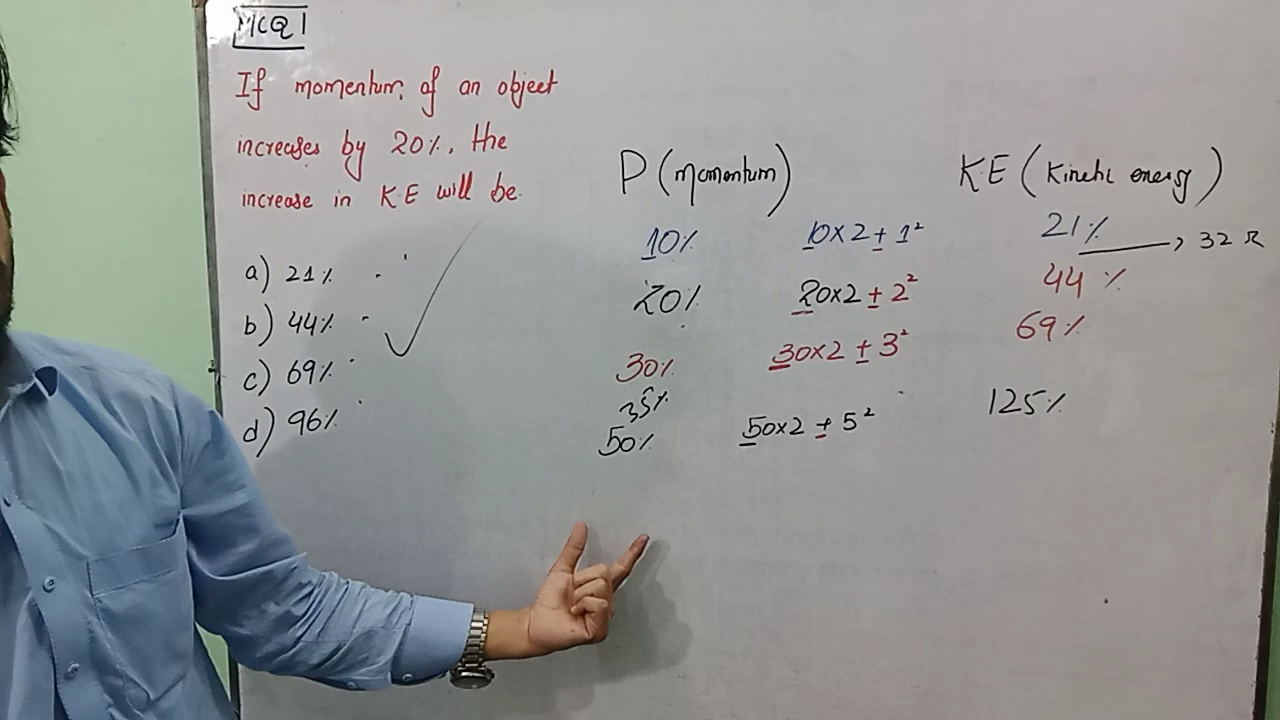 MCQ 1
If momentum of an object
increases by 20%, the
increase in KE will be.
a) 21%
b) 44%
c) 69%
d) 96%
P (momentum)
KE (Kinetic energy)
10%
10x2 ± 1²
21%
→ 32
20%
20x2 ± 2²
44%
30%
30x2 ± 3²
69%
35%
50%
50x2 ± 5²
125%